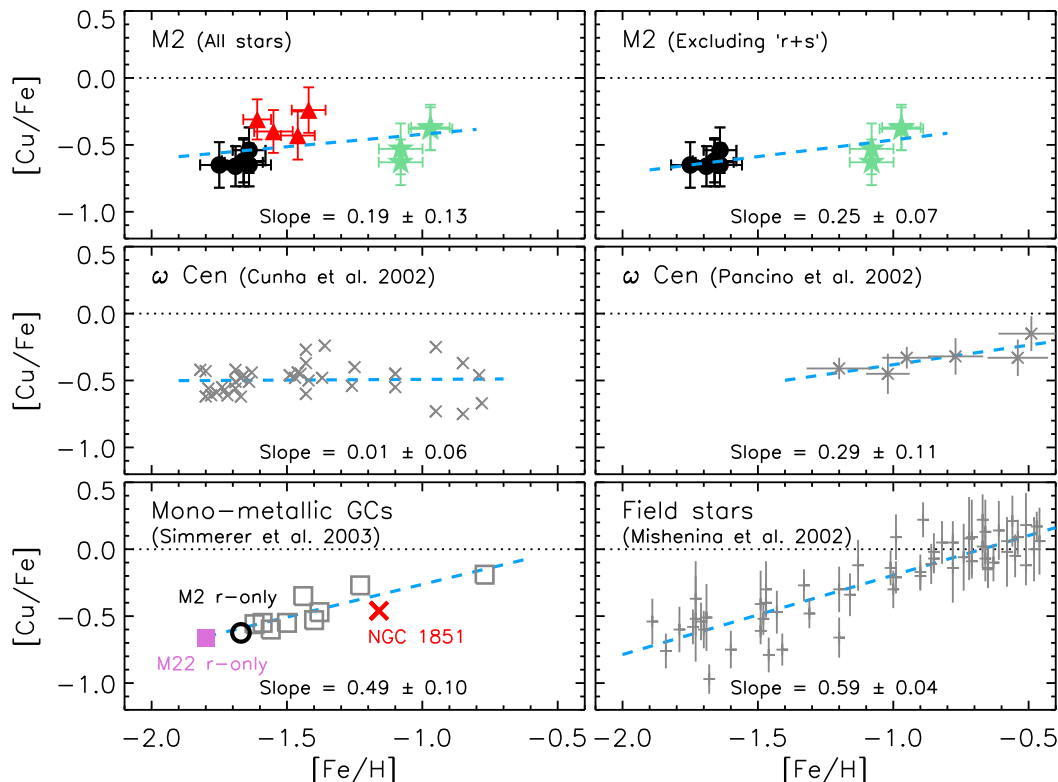 M2 (All stars)
M2 (Excluding 'r+s')
[Cu/Fe]
0.0
−0.5
−1.0
Slope = 0.19 ± 0.13
Slope = 0.25 ± 0.07
ω Cen (Cunha et al. 2002)
ω Cen (Pancino et al. 2002)
[Cu/Fe]
0.5
0.0
−0.5
−1.0
Slope = 0.01 ± 0.06
Slope = 0.29 ± 0.11
Mono−metallic GCs
(Simmerer et al. 2003)
Field stars
(Mishenina et al. 2002)
[Cu/Fe]
0.5
0.0
−0.5
−1.0
M2 r−only
NGC 1851
M22 r−only
Slope = 0.49 ± 0.10
Slope = 0.59 ± 0.04
−2.0 −1.5 −1.0 −0.5
−2.0 −1.5 −1.0 −0.5
[Fe/H]
[Fe/H]